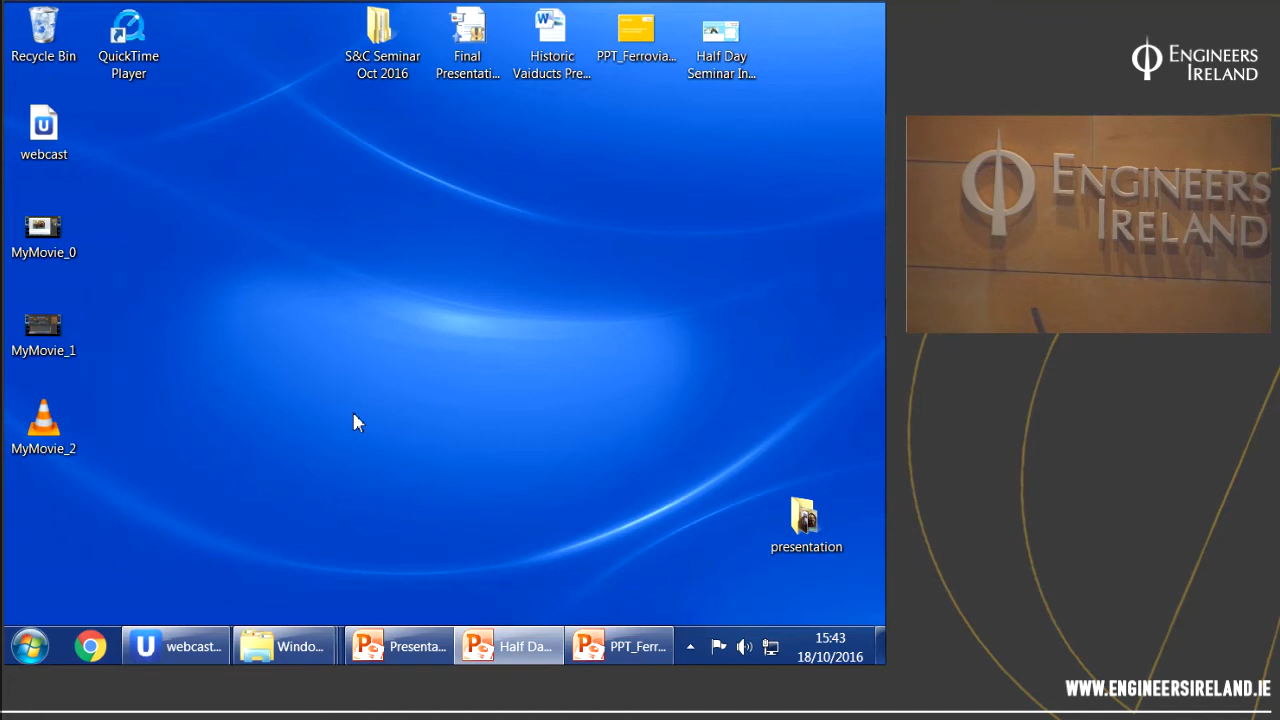 Recycle Bin
QuickTime
Player
S&C Seminar
Oct 2016
Final
Presentati...
Historic
Vaiducts Pre...
PPT_Ferrovia...
Half Day
Seminar In...
webcast
MyMovie_0
MyMovie_1
MyMovie_2
presentation
webcast...
Windo...
Presenta...
Half Da...
PPT_Ferr...
15:43
18/10/2016
ENGINEERS
IRELAND
ENGINEERS
IRELAND
WWW.ENGINEERSIRELAND.IE